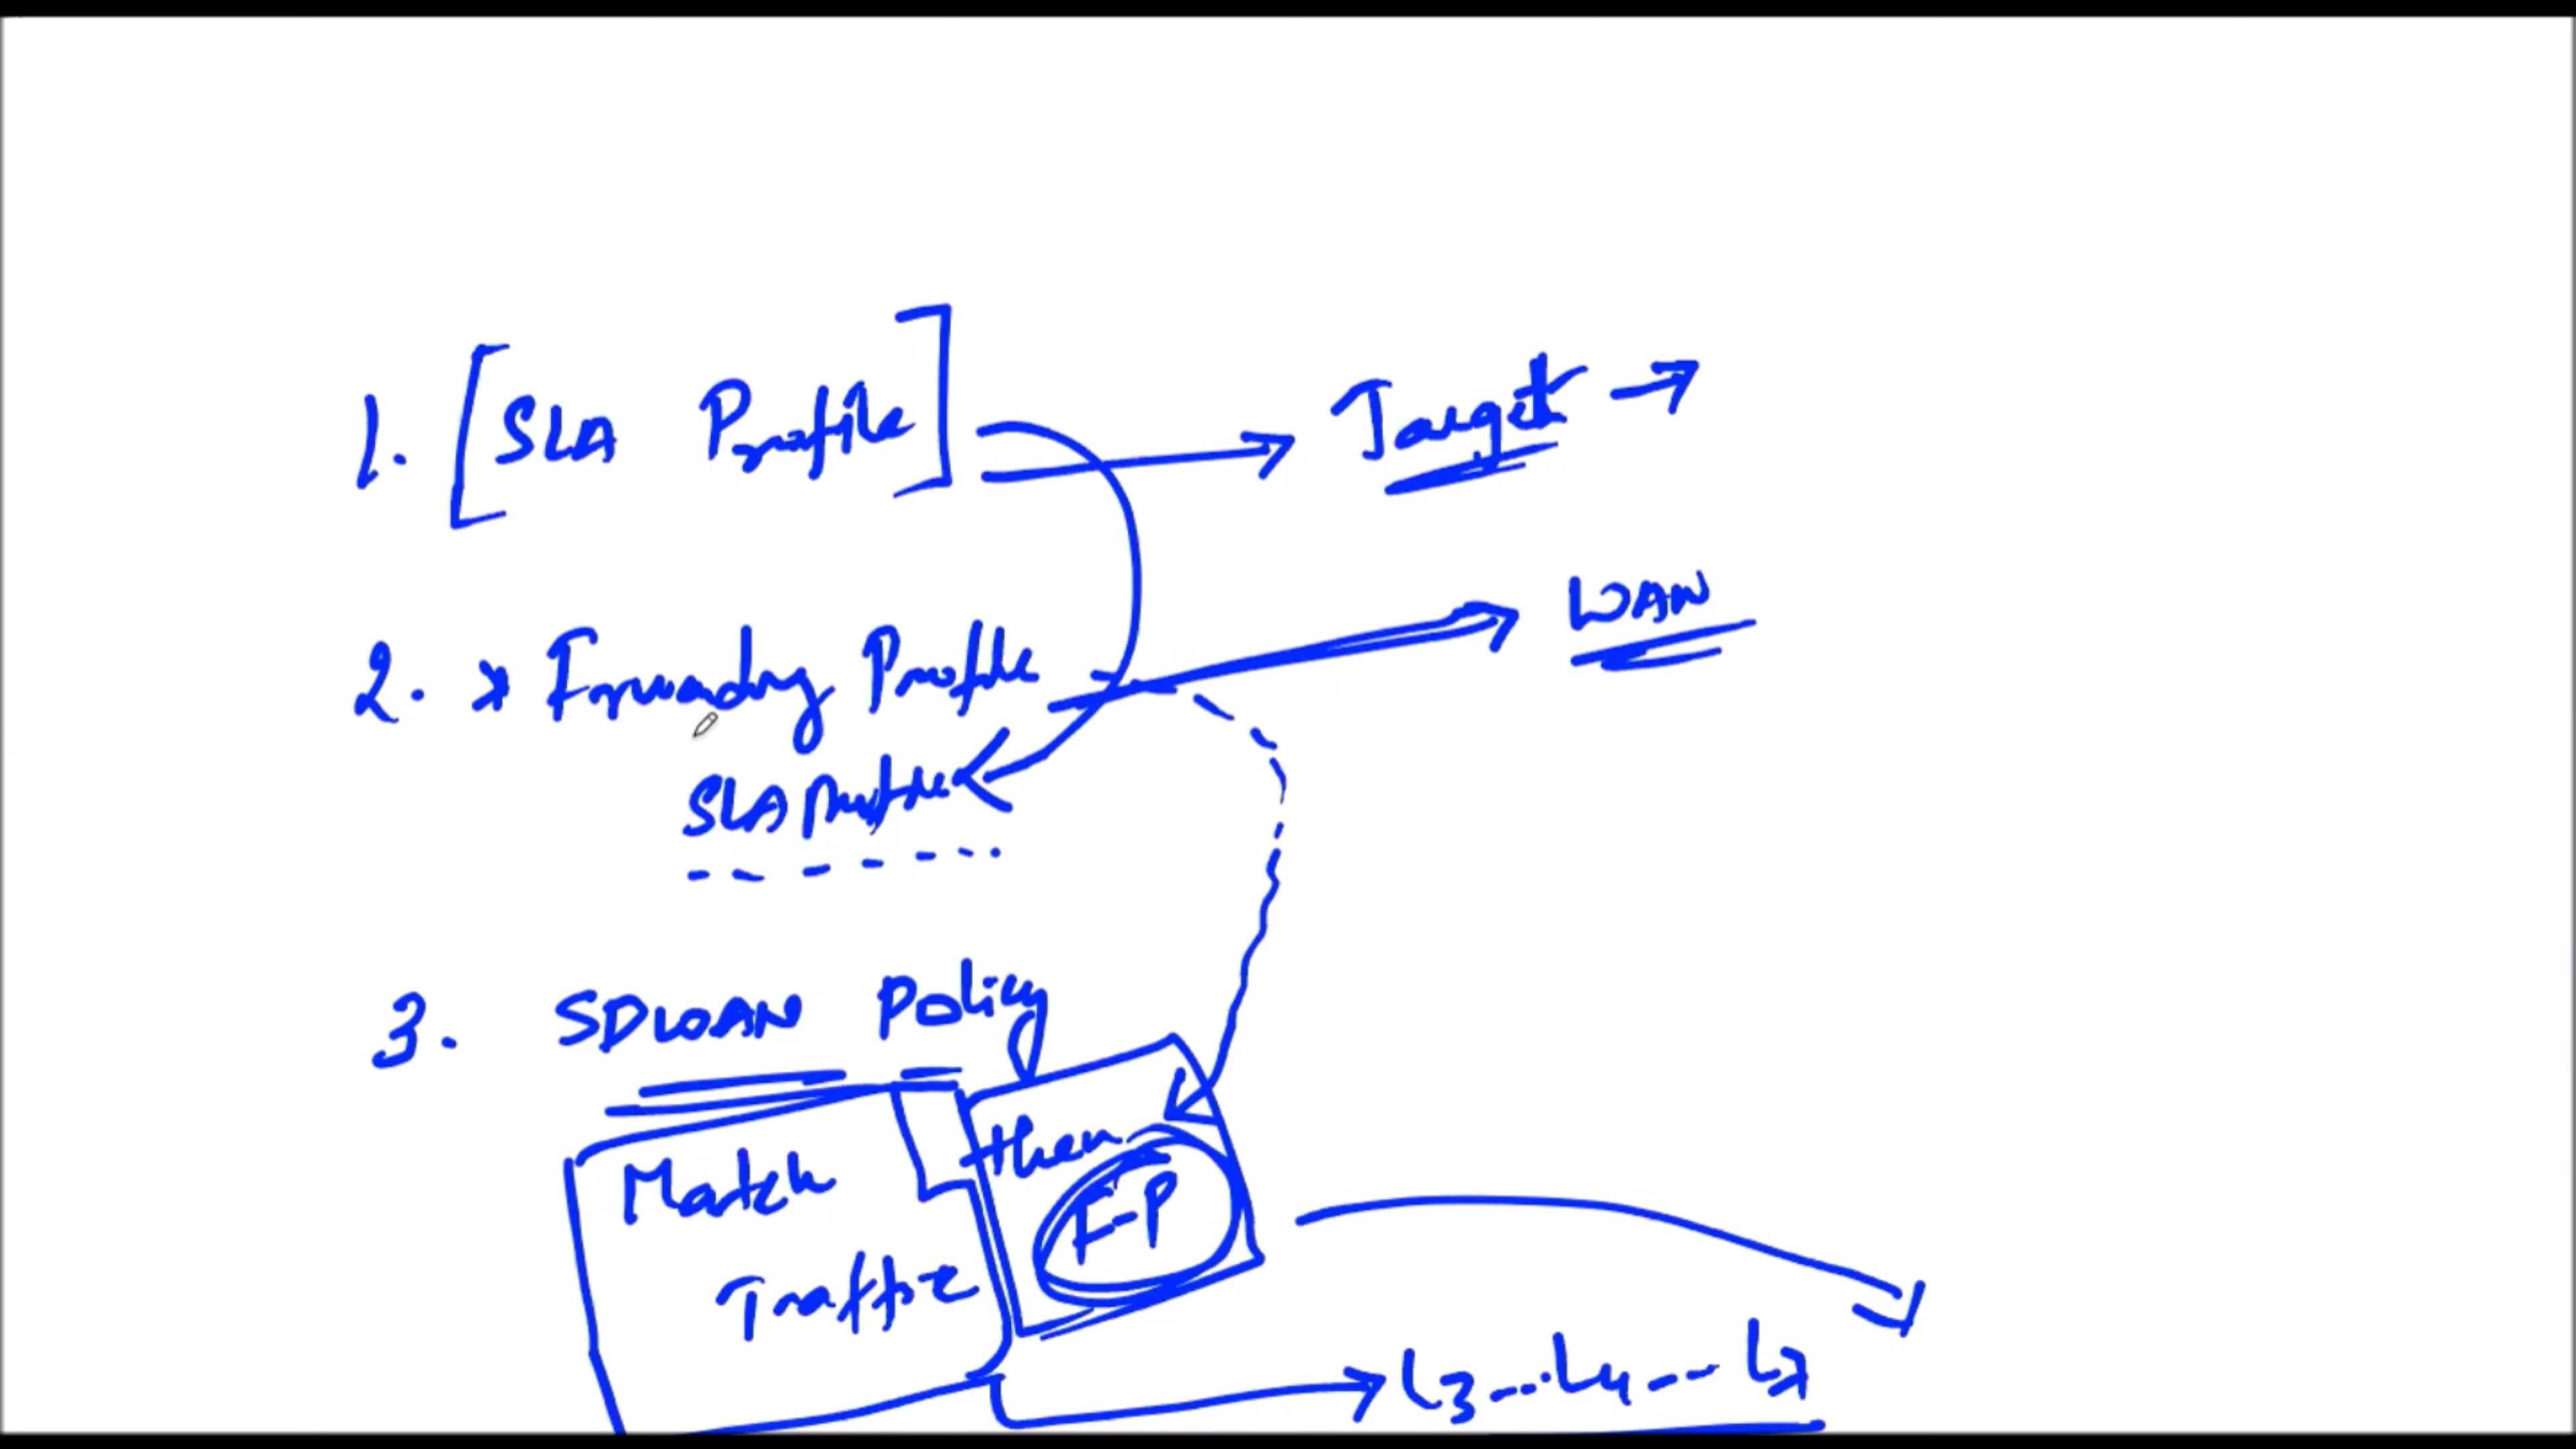 1. [SLA Profile] → Target →
2. * Forwarding Profile → WAN
SLA Profile
3. SDWAN Policy
Match then
F-P
Traffic
L3...L4...L7